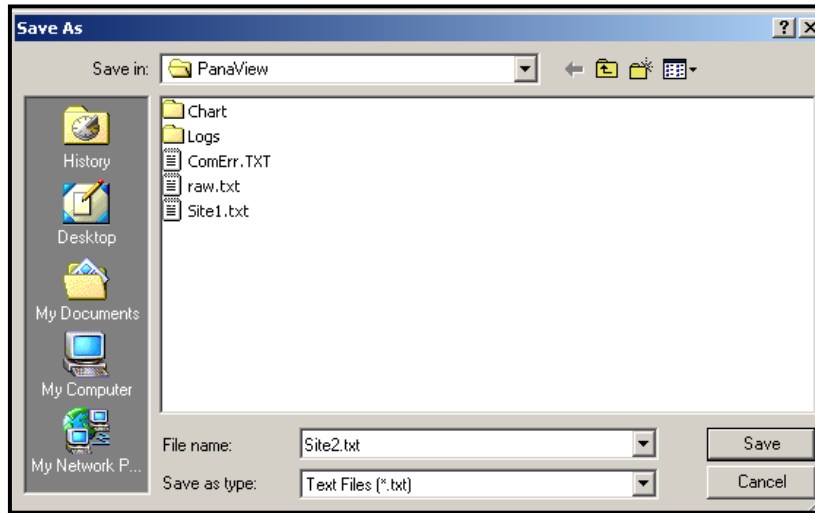 Save As
Save in: PanaView
Chart
Logs
ComErr.TXT
raw.txt
Site1.txt
History
Desktop
My Documents
My Computer
My Network P...
File name: Site2.txt Save
Save as type: Text Files (*.txt) Cancel